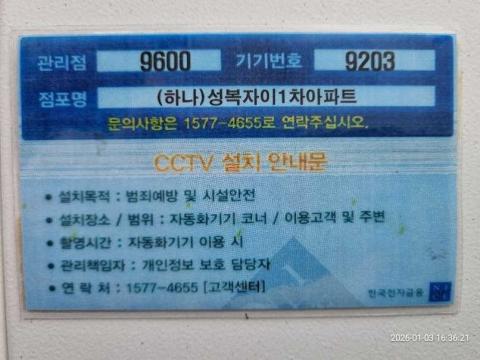 관리점 9600 기기번호 9203
점포명 (하나)성복자이1차아파트
문의사항은 1577-4655로 연락주십시오.
CCTV 설치 안내문
• 설치목적 : 범죄예방 및 시설안전
• 설치장소 / 범위 : 자동화기기 코너 / 이용고객 및 주변
• 촬영시간 : 자동화기기 이용 시
• 관리책임자 : 개인정보 보호 담당자
• 연 락 처 : 1577-4655 [고객센터]
한국전자금융 NICE
2026-01-03 16:36:21